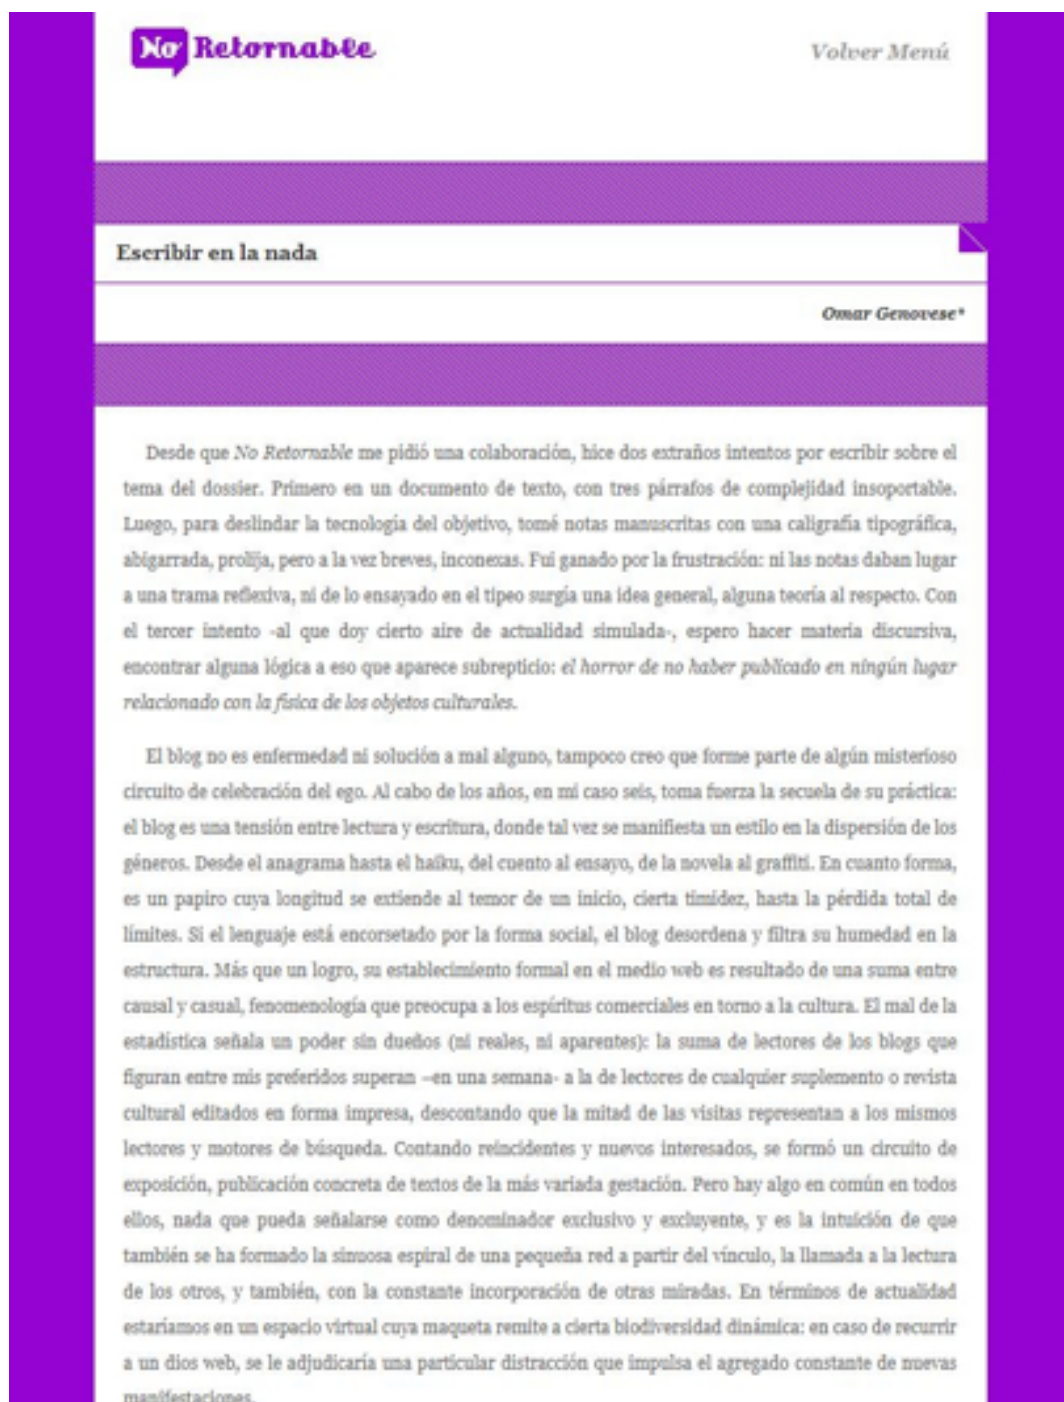 No Retornable
Volver Menú
Escribir en la nada
Omar Genovese*
Desde que No Retornable me pidió una colaboración, hice dos extraños intentos por escribir sobre el
tema del dossier. Primero en un documento de texto, con tres párrafos de complejidad insoportable.
Luego, para deslindar la tecnología del objetivo, tomé notas manuscritas con una caligrafía tipográfica,
abigarrada, prolija, pero a la vez breves, inconexas. Fui ganado por la frustración: ni las notas daban lugar
a una trama reflexiva, ni de lo ensayado en el tipeo surgía una idea general, alguna teoría al respecto. Con
el tercer intento -al que doy cierto aire de actualidad simulada-, espero hacer materia discursiva,
encontrar alguna lógica a eso que aparece subrepticio: el horror de no haber publicado en ningún lugar
relacionado con la física de los objetos culturales.
El blog no es enfermedad ni solución a mal alguno, tampoco creo que forme parte de algún misterioso
circuito de celebración del ego. Al cabo de los años, en mi caso seis, toma fuerza la secuela de su práctica:
el blog es una tensión entre lectura y escritura, donde tal vez se manifiesta un estilo en la dispersión de los
géneros. Desde el anagrama hasta el haiku, del cuento al ensayo, de la novela al graffiti. En cuanto forma,
es un papiro cuya longitud se extiende al temor de un inicio, cierta timidez, hasta la pérdida total de
límites. Si el lenguaje está encorsetado por la forma social, el blog desordena y filtra su humedad en la
estructura. Más que un logro, su establecimiento formal en el medio web es resultado de una suma entre
causal y casual, fenomenología que preocupa a los espíritus comerciales en torno a la cultura. El mal de la
estadística señala un poder sin dueños (ni reales, ni aparentes): la suma de lectores de los blogs que
figuran entre mis preferidos superan –en una semana- a la de lectores de cualquier suplemento o revista
cultural editados en forma impresa, descontando que la mitad de las visitas representan a los mismos
lectores y motores de búsqueda. Contando reincidentes y nuevos interesados, se formó un circuito de
exposición, publicación concreta de textos de la más variada gestación. Pero hay algo en común en todos
ellos, nada que pueda señalarse como denominador exclusivo y excluyente, y es la intuición de que
también se ha formado la sinuosa espiral de una pequeña red a partir del vínculo, la llamada a la lectura
de los otros, y también, con la constante incorporación de otras miradas. En términos de actualidad
estaríamos en un espacio virtual cuya maqueta remite a cierta biodiversidad dinámica: en caso de recurrir
a un dios web, se le adjudicaría una particular distracción que impulsa el agregado constante de nuevas
manifestaciones.